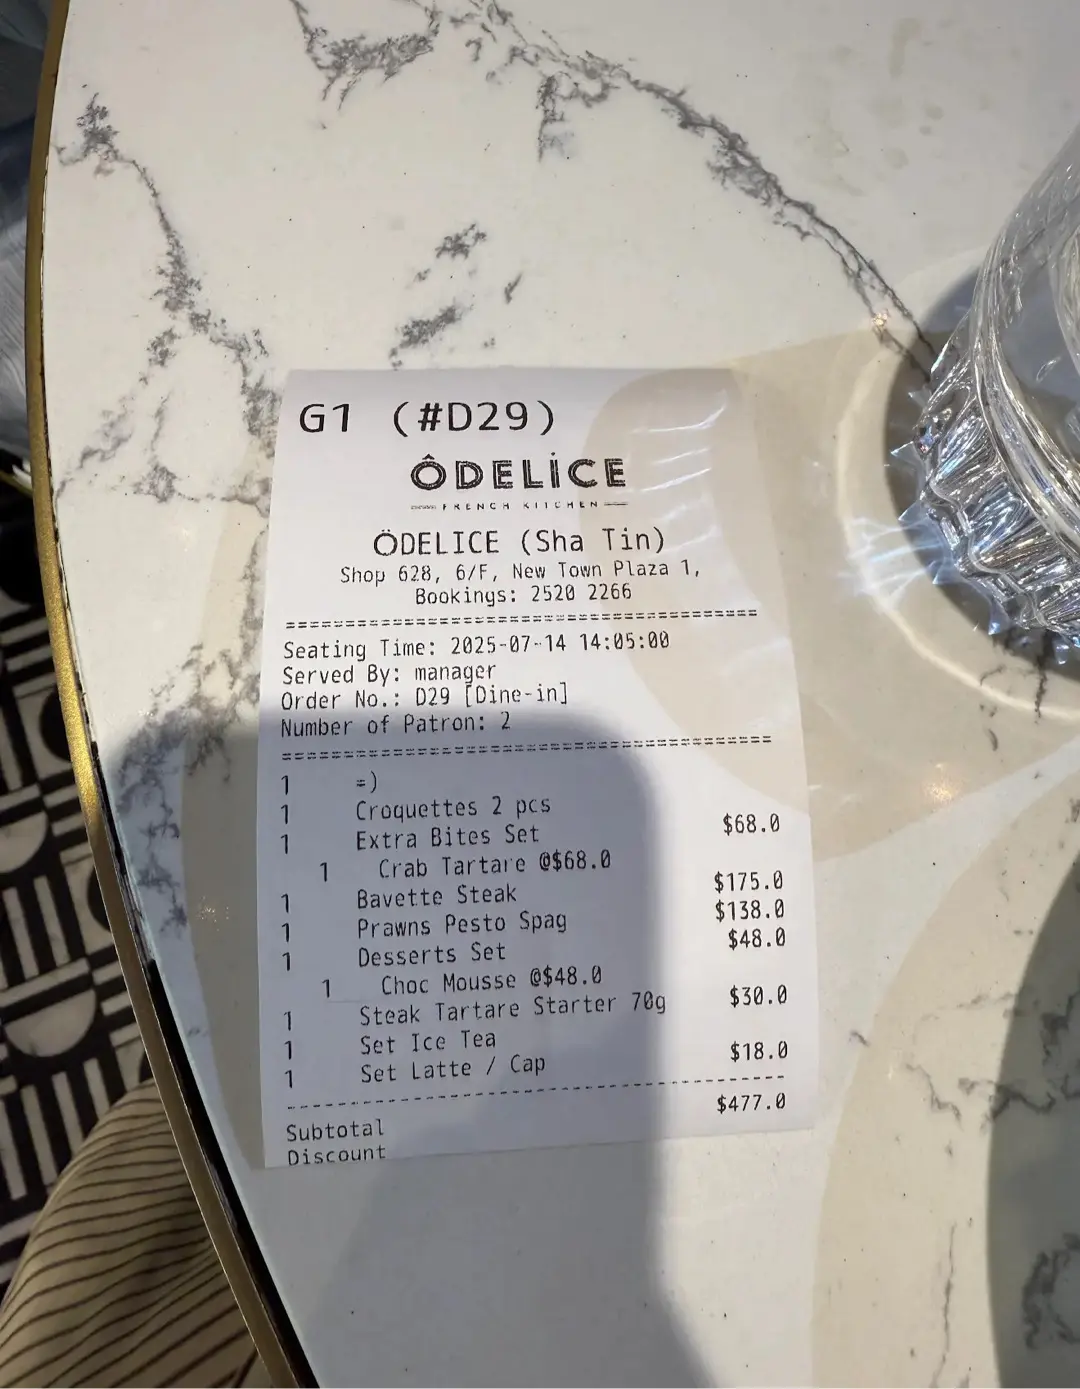 G1 (#D29)
ÔDELİCE
FRENCH KITCHEN
ÖDELICE (Sha Tin)
Shop 628, 6/F, New Town Plaza 1,
Bookings: 2520 2266
========================================
Seating Time: 2025-07-14 14:05:00
Served By: manager
Order No.: D29 [Dine-in]
Number of Patron: 2
========================================
1 =)
1 Croquettes 2 pcs
1 Extra Bites Set $68.0
1 Crab Tartare @$68.0
1 Bavette Steak $175.0
1 Prawns Pesto Spag $138.0
1 Desserts Set $48.0
1 Choc Mousse @$48.0
1 Steak Tartare Starter 70g $30.0
1 Set Ice Tea
1 Set Latte / Cap $18.0
----------------------------------------
Subtotal $477.0
Discount